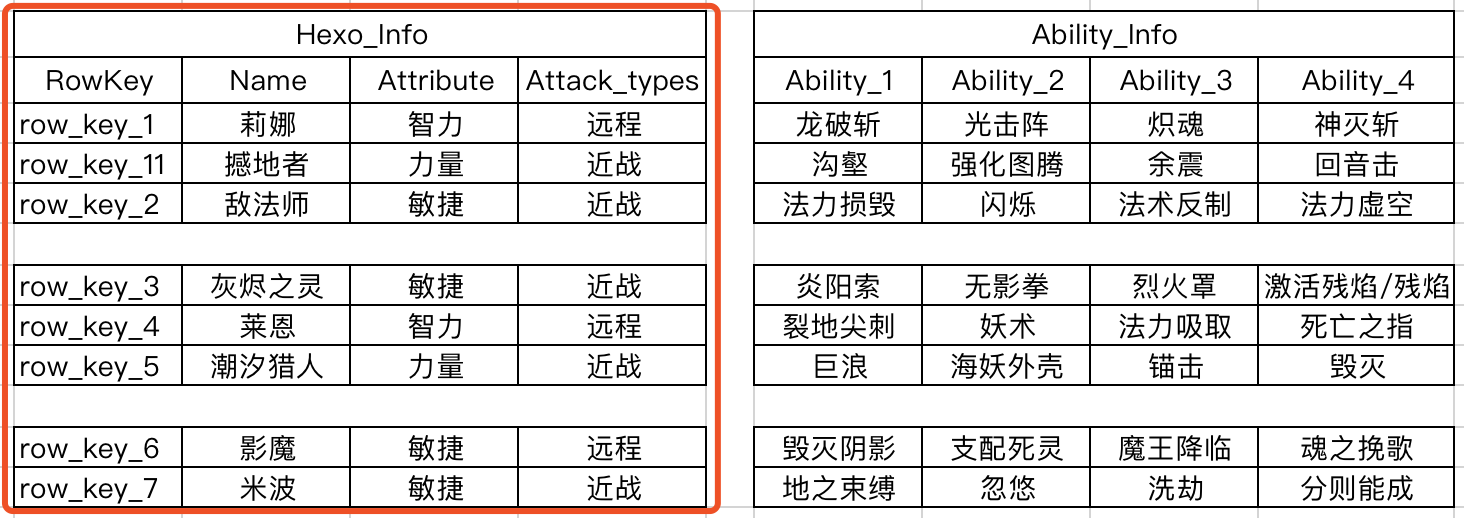 Hexo_Info Ability_Info
RowKey Name Attribute Attack_types Ability_1 Ability_2 Ability_3 Ability_4
row_key_1 莉娜 智力 远程 龙破斩 光击阵 炽魂 神灭斩
row_key_11 撼地者 力量 近战 沟壑 强化图腾 余震 回音击
row_key_2 敌法师 敏捷 近战 法力损毁 闪烁 法术反制 法力虚空
row_key_3 灰烬之灵 敏捷 近战 炎阳索 无影拳 烈火罩 激活残焰/残焰
row_key_4 莱恩 智力 远程 裂地尖刺 妖术 法力吸取 死亡之指
row_key_5 潮汐猎人 力量 近战 巨浪 海妖外壳 锚击 毁灭
row_key_6 影魔 敏捷 远程 毁灭阴影 支配死灵 魔王降临 魂之挽歌
row_key_7 米波 敏捷 近战 地之束缚 忽悠 洗劫 分则能成